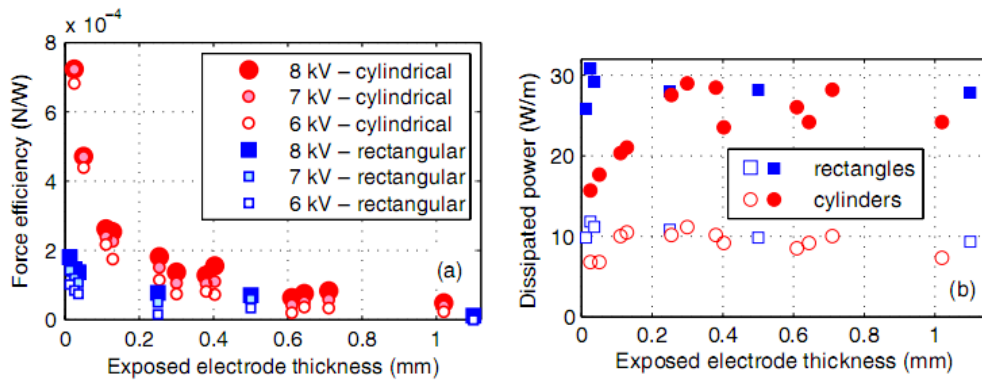 × 10⁻⁴
8
6
4
2
0
Force efficiency (N/W)
8 kV – cylindrical
7 kV – cylindrical
6 kV – cylindrical
8 kV – rectangular
7 kV – rectangular
6 kV – rectangular
(a)
0 0.2 0.4 0.6 0.8 1
Exposed electrode thickness (mm)
30
20
10
0
Dissipated power (W/m)
rectangles
cylinders
(b)
0 0.2 0.4 0.6 0.8 1
Exposed electrode thickness (mm)